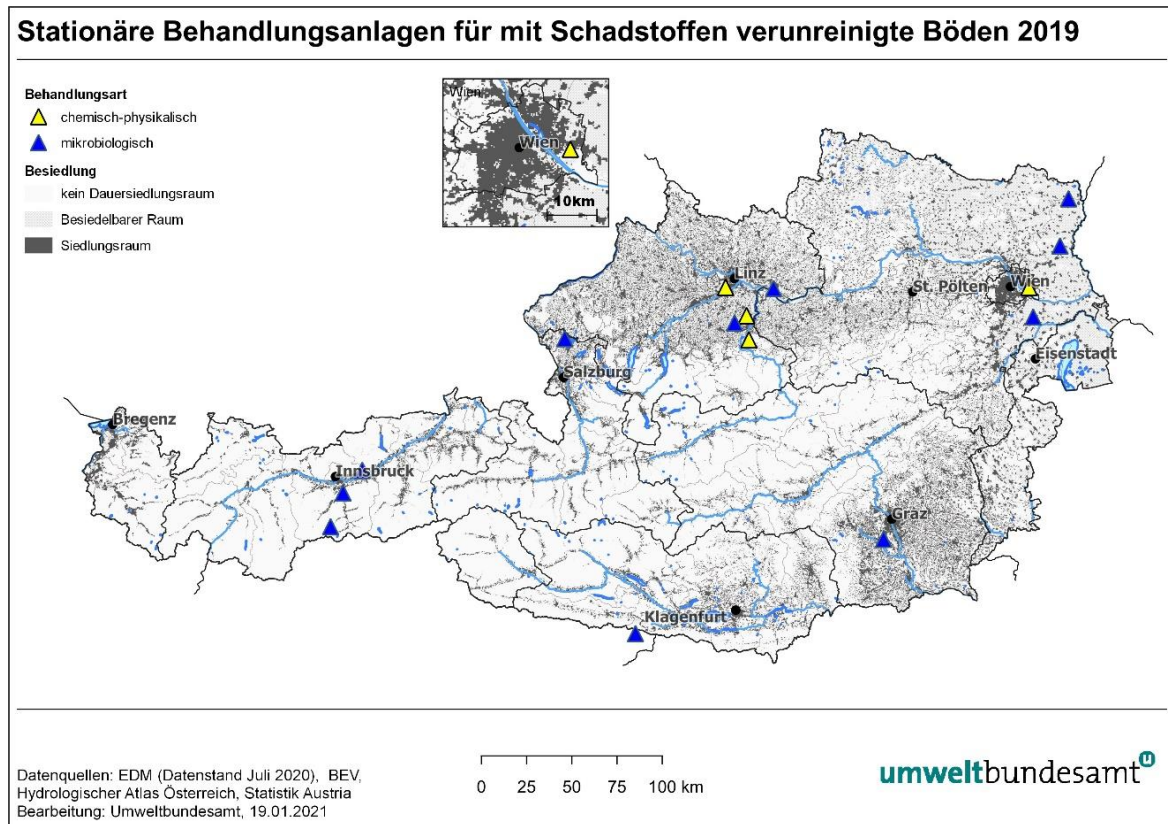 Stationäre Behandlungsanlagen für mit Schadstoffen verunreinigte Böden 2019
Behandlungsart
chemisch-physikalisch
mikrobiologisch
Besiedlung
kein Dauersiedlungsraum
Besiedelbarer Raum
Siedlungsraum
Wien
Wien
10km
Linz
St. Pölten
Wien
Eisenstadt
Salzburg
Bregenz
Innsbruck
Graz
Klagenfurt
Datenquellen: EDM (Datenstand Juli 2020), BEV,
Hydrologischer Atlas Österreich, Statistik Austria
Bearbeitung: Umweltbundesamt, 19.01.2021
0 25 50 75 100 km
umweltbundesamt u